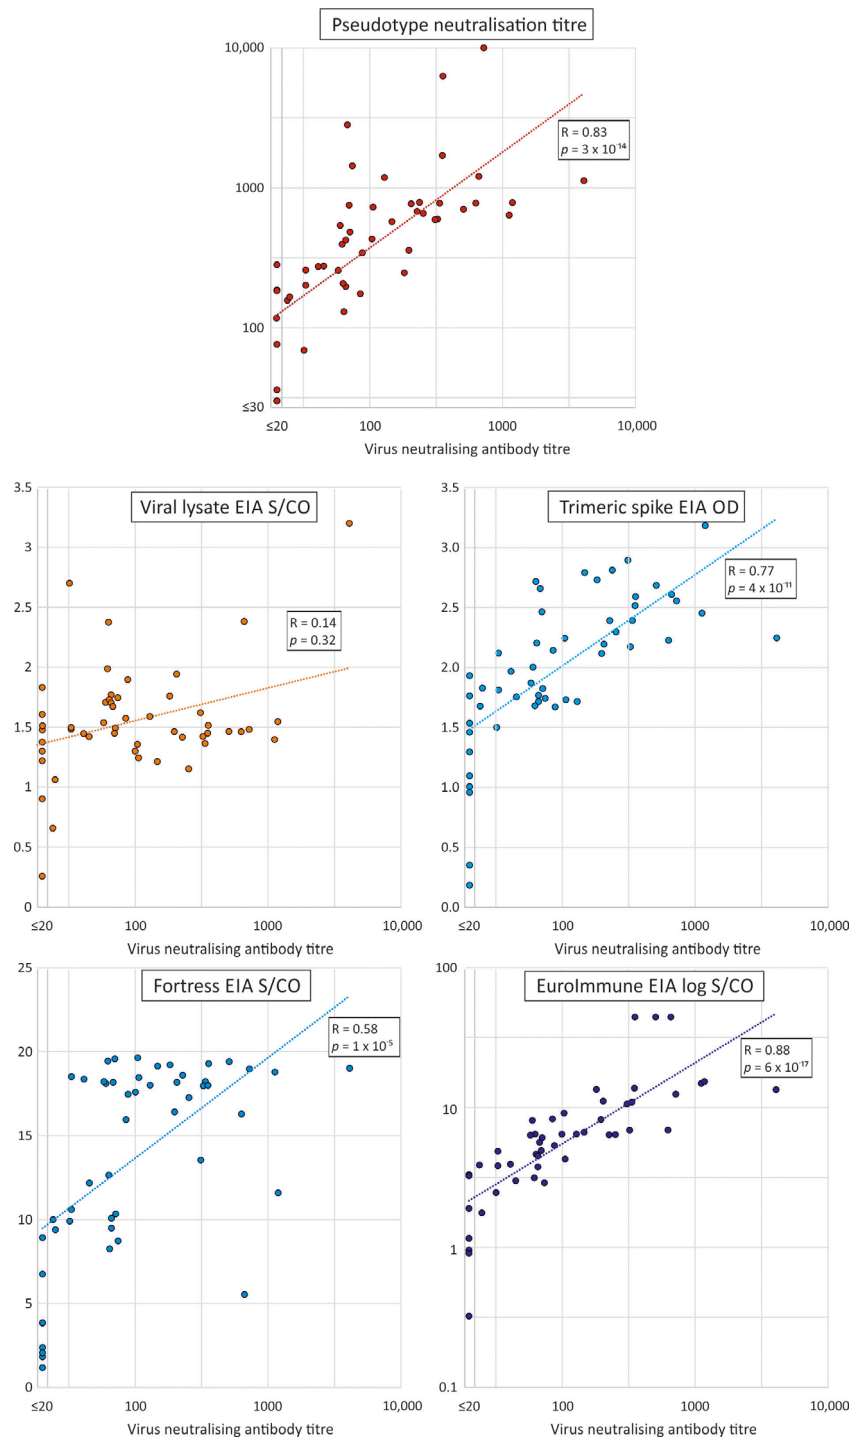 Pseudotype neutralisation titre
10,000
R = 0.83
p = 3 x 10⁻¹⁴
1000
100
≤30
≤20 100 1000 10,000
Virus neutralising antibody titre
Viral lysate EIA S/CO
3.5
3
R = 0.14
p = 0.32
2.5
2
1.5
1
0.5
0
≤20 100 1000 10,000
Virus neutralising antibody titre
Trimeric spike EIA OD
3.5
3.0
R = 0.77
p = 4 x 10⁻¹¹
2.5
2.0
1.5
1.0
0.5
0.0
≤20 100 1000 10,000
Virus neutralising antibody titre
Fortress EIA S/CO
25
R = 0.58
p = 1 x 10⁻⁵
20
15
10
5
0
≤20 100 1000 10,000
Virus neutralising antibody titre
EuroImmune EIA log S/CO
100
R = 0.88
p = 6 x 10⁻¹⁷
10
1
0.1
≤20 100 1000 10,000
Virus neutralising antibody titre